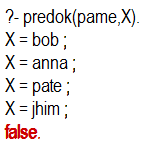 ?- predok(pame,X).
X = bob ;
X = anna ;
X = pate ;
X = jhim ;
false.